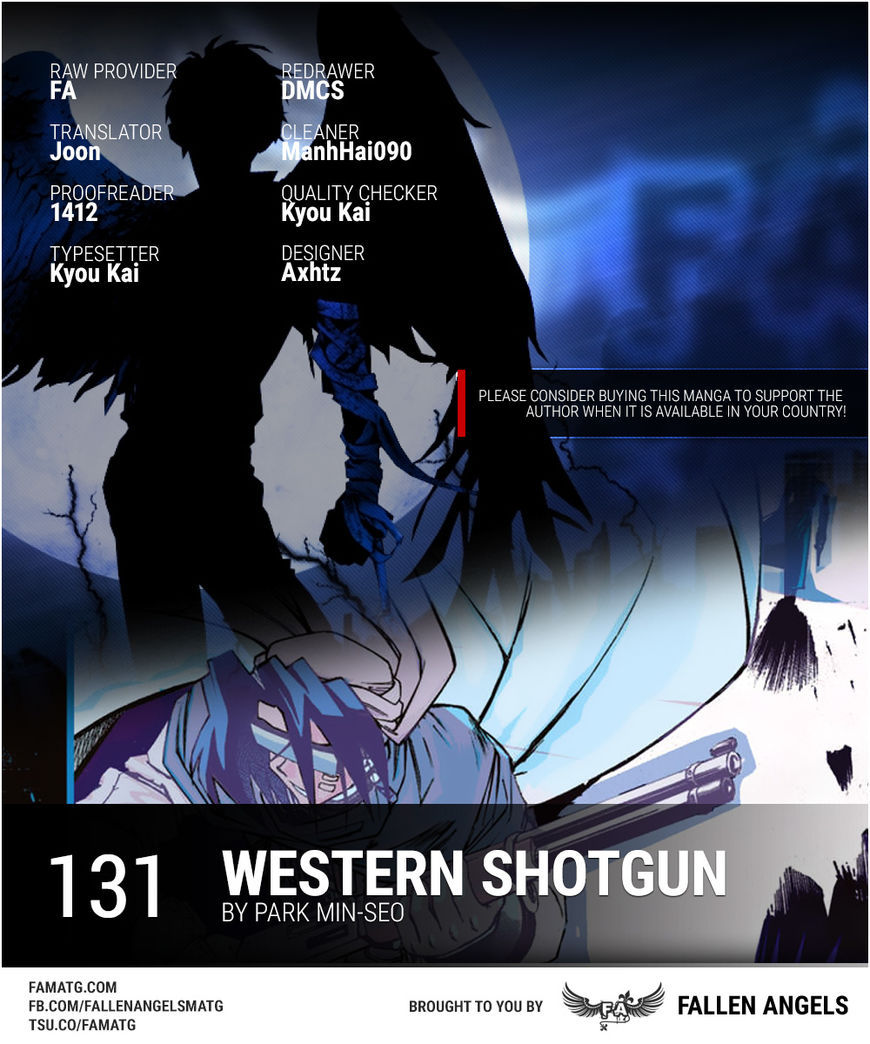 RAW PROVIDER
FA
TRANSLATOR
Joon
PROOFREADER
1412
TYPESETTER
Kyou Kai
REDRAWER
DMCS
CLEANER
ManhHai090
QUALITY CHECKER
Kyou Kai
DESIGNER
Axhtz
PLEASE CONSIDER BUYING THIS MANGA TO SUPPORT THE
AUTHOR WHEN IT IS AVAILABLE IN YOUR COUNTRY!
131
WESTERN SHOTGUN
BY PARK MIN-SEO
FAMATG.COM
FB.COM/FALLENANGELSMATG
TSU.CO/FAMATG
BROUGHT TO YOU BY
FA
FALLEN ANGELS